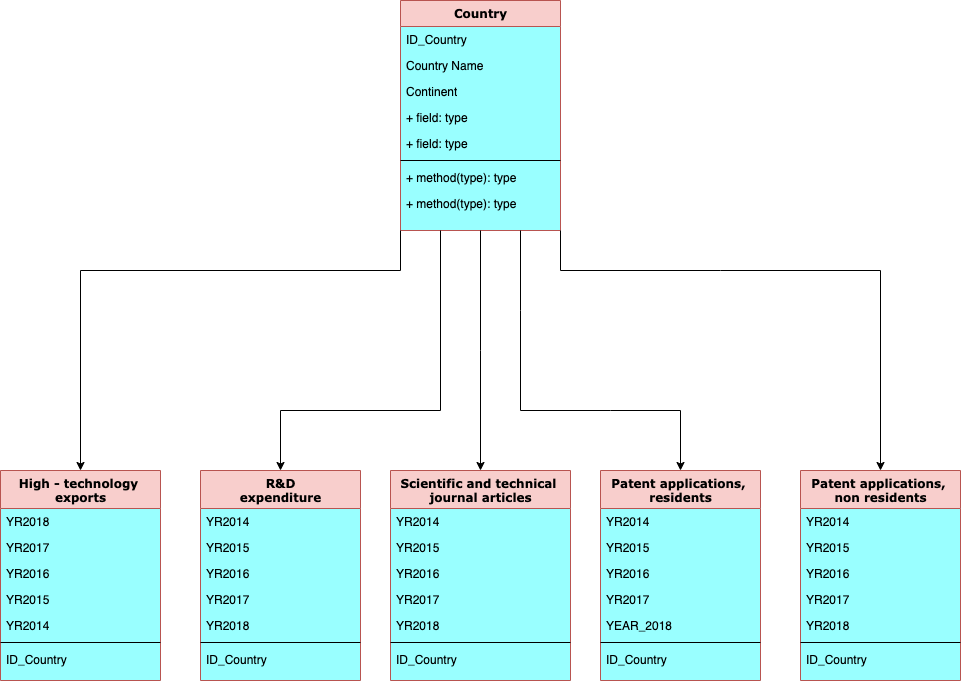 Country
ID_Country
Country Name
Continent
+ field: type
+ field: type
+ method(type): type
+ method(type): type
High - technology
exports
YR2018
YR2017
YR2016
YR2015
YR2014
ID_Country
R&D
expenditure
YR2014
YR2015
YR2016
YR2017
YR2018
ID_Country
Scientific and technical
journal articles
YR2014
YR2015
YR2016
YR2017
YR2018
ID_Country
Patent applications,
residents
YR2014
YR2015
YR2016
YR2017
YEAR_2018
ID_Country
Patent applications,
non residents
YR2014
YR2015
YR2016
YR2017
YR2018
ID_Country